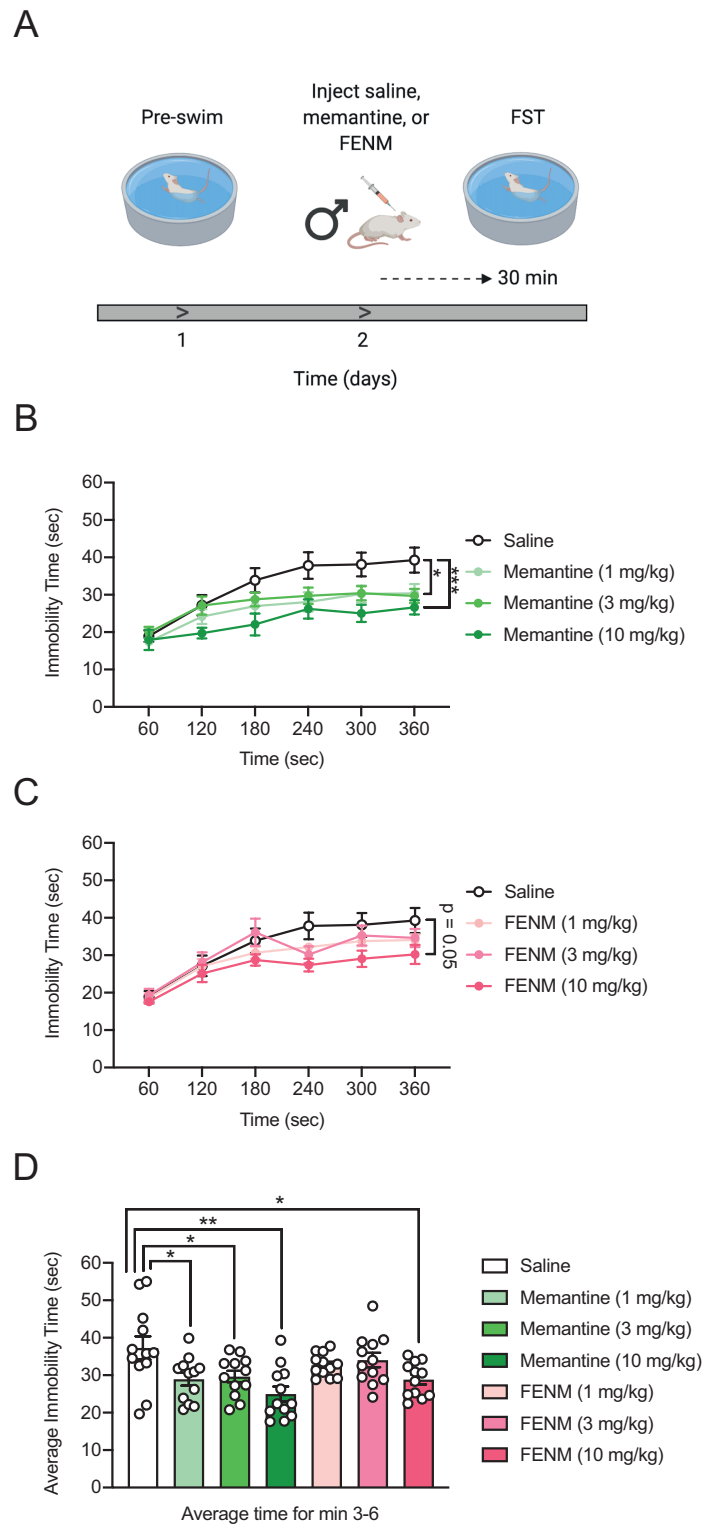 A
Pre-swim
Inject saline,
memantine, or
FENM
FST
30 min
> >
1 2
Time (days)
B
Immobility Time (sec)
60
50
40
30
20
10
0
60 120 180 240 300 360
Time (sec)
*
***
Saline
Memantine (1 mg/kg)
Memantine (3 mg/kg)
Memantine (10 mg/kg)
C
Immobility Time (sec)
60
50
40
30
20
10
0
60 120 180 240 300 360
Time (sec)
p = 0.05
Saline
FENM (1 mg/kg)
FENM (3 mg/kg)
FENM (10 mg/kg)
D
Average Immobility Time (sec)
60
50
40
30
20
10
0
*
**
*
*
Average time for min 3-6
Saline
Memantine (1 mg/kg)
Memantine (3 mg/kg)
Memantine (10 mg/kg)
FENM (1 mg/kg)
FENM (3 mg/kg)
FENM (10 mg/kg)